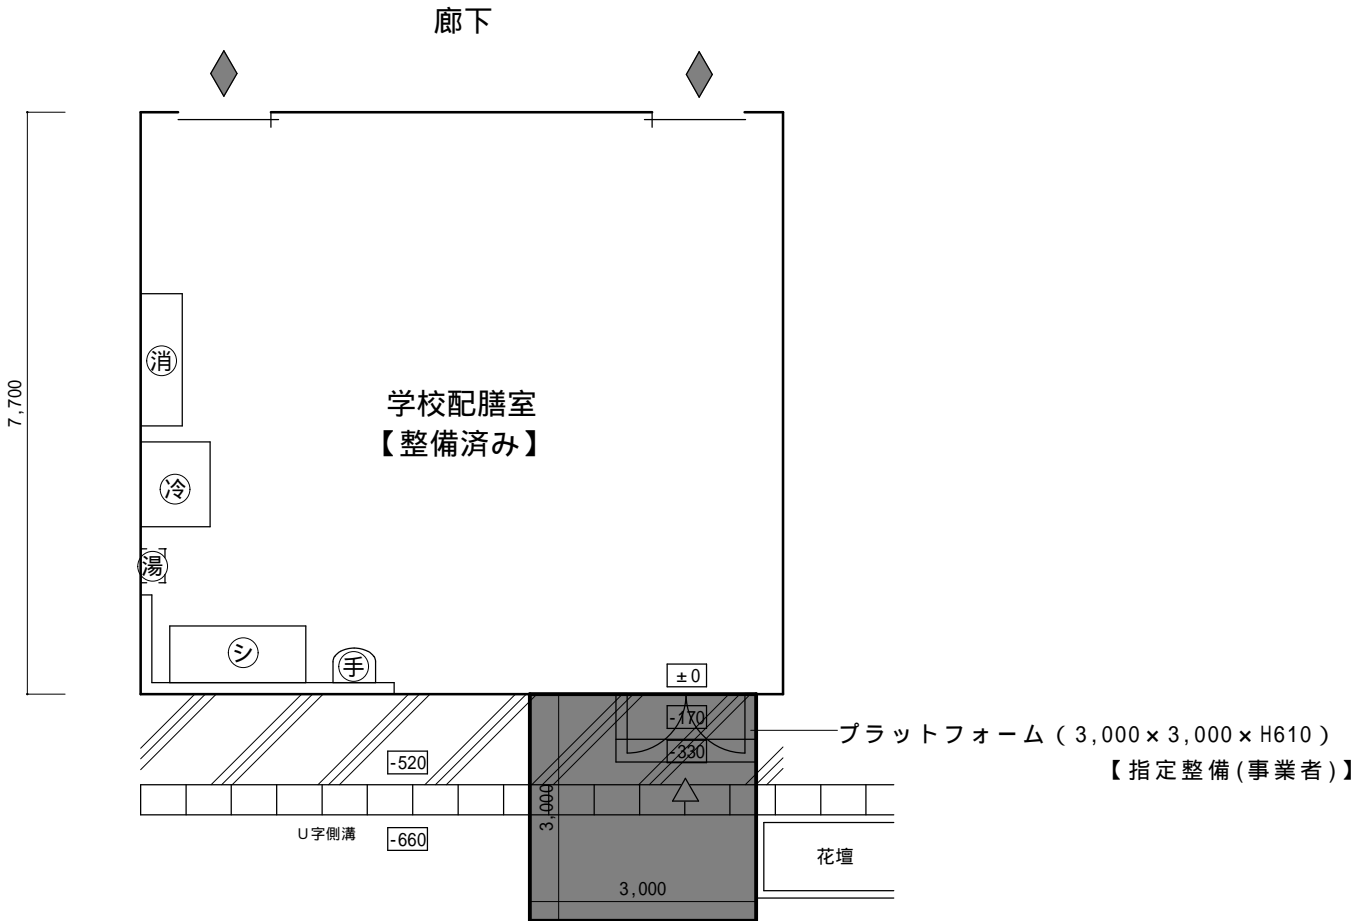 廊下
7,700
消
学校配膳室
【整備済み】
冷
湯
シ
手
±0
-170
-330
プラットフォーム（3,000×3,000×H610）
【指定整備(事業者)】
-520
3,000
U字側溝
-660
花壇
3,000